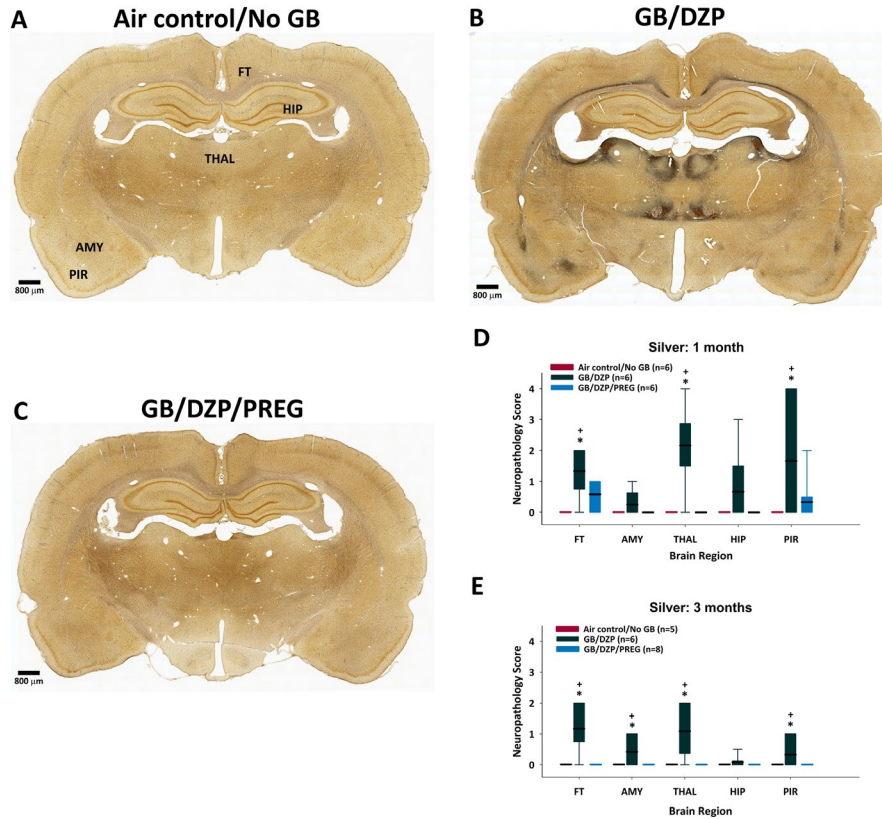 A
Air control/No GB
FT
HIP
THAL
AMY
PIR
800 µm
B
GB/DZP
800 µm
C
GB/DZP/PREG
800 µm
D
Silver: 1 month
Air control/No GB (n=6)
GB/DZP (n=6)
GB/DZP/PREG (n=6)
Neuropathology Score
4
3
2
1
0
+ + +
* * *
FT AMY THAL HIP PIR
Brain Region
E
Silver: 3 months
Air control/No GB (n=5)
GB/DZP (n=6)
GB/DZP/PREG (n=8)
Neuropathology Score
4
3
2
1
0
+ + + +
* * * *
FT AMY THAL HIP PIR
Brain Region